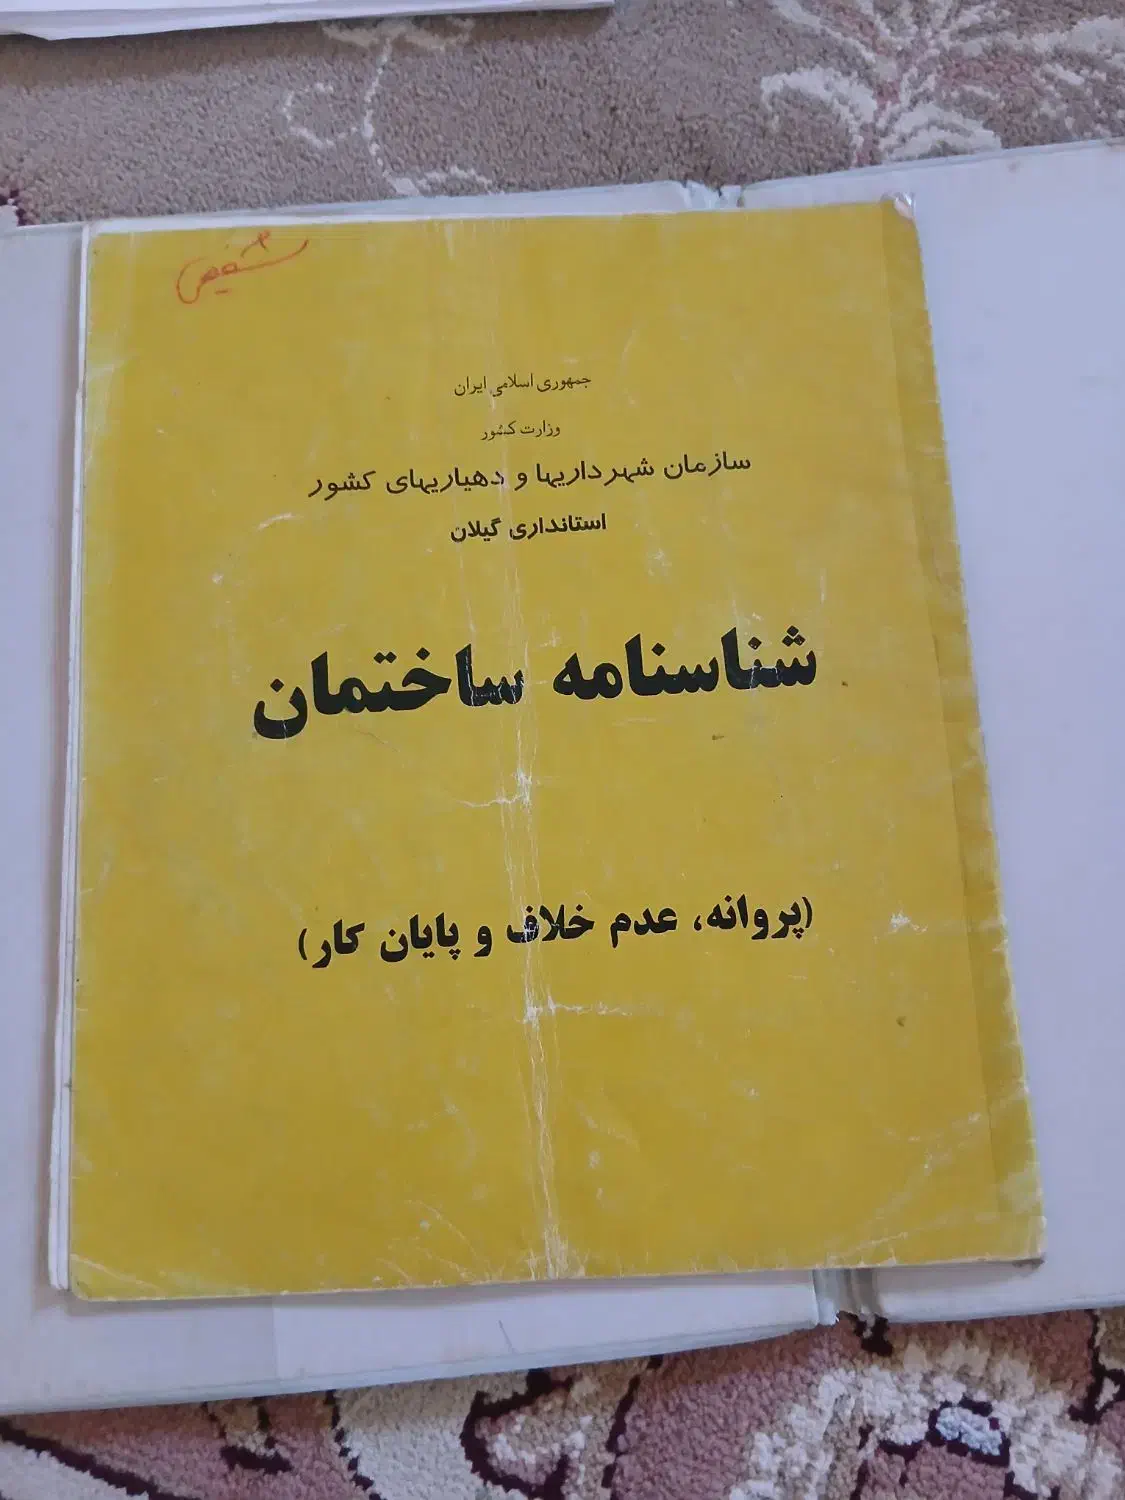 جمهوری اسلامی ایران
وزارت کشور
سازمان شهرداریها و دهیاریهای کشور
استانداری گیلان
شناسنامه ساختمان
(پروانه، عدم خلاف و پایان کار)